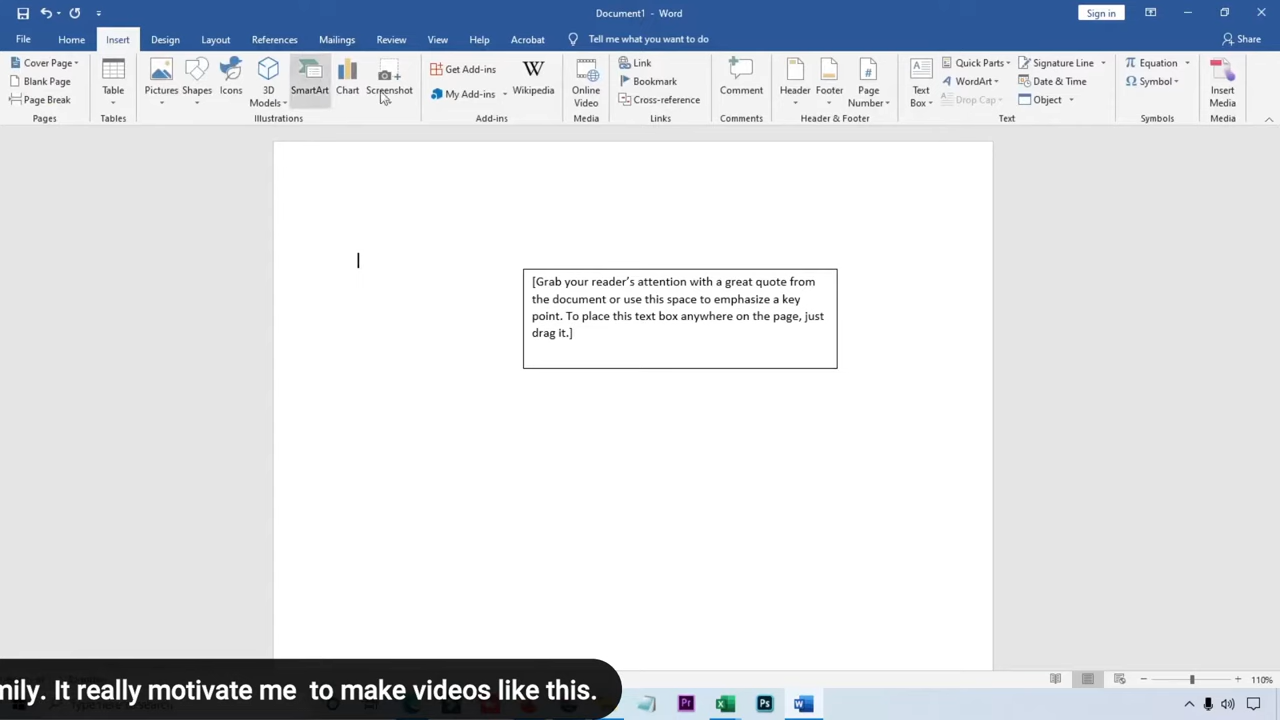 Document1 - Word
Sign in
File Home Insert Design Layout References Mailings Review View Help Acrobat Tell me what you want to do Share
Cover Page
Blank Page
Page Break
Pages
Table
Tables
Pictures Shapes Icons 3D Models SmartArt Chart Screenshot
Illustrations
Get Add-ins
My Add-ins
Wikipedia
Add-ins
Online Video
Media
Link
Bookmark
Cross-reference
Links
Comment
Comments
Header Footer Page Number
Header & Footer
Text Box
Quick Parts
WordArt
Drop Cap
Signature Line
Date & Time
Object
Text
Equation
Symbol
Symbols
Insert Media
Media
[Grab your reader's attention with a great quote from
the document or use this space to emphasize a key
point. To place this text box anywhere on the page, just
drag it.]
110%
mily. It really motivate me to make videos like this.